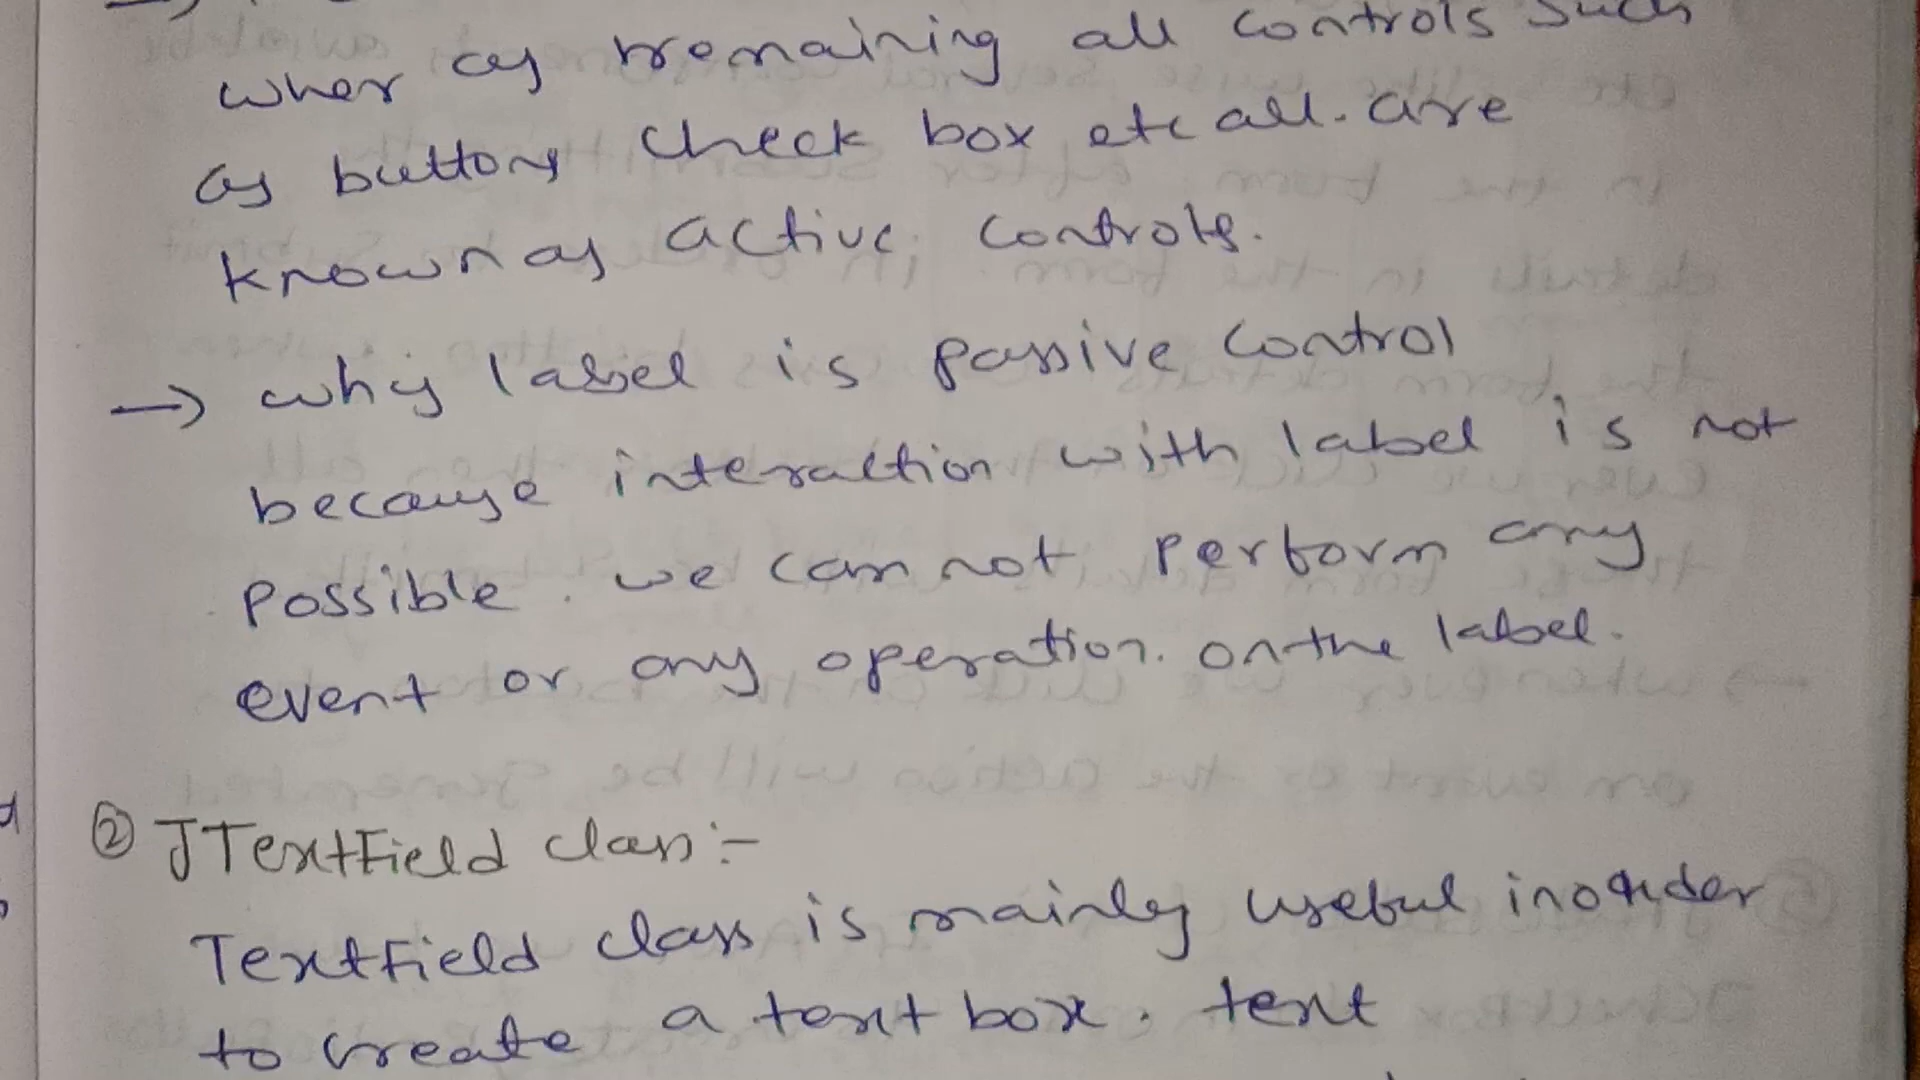 wher as remaining all controls such
as buttons check box etc all. are
known as active controls.
→ why label is passive control
because interaction with label is not
possible. we can not perform any
event or any operation. on the label.
② JTextField class:-
TextField class is mainly useful inorder
to create a text box. text